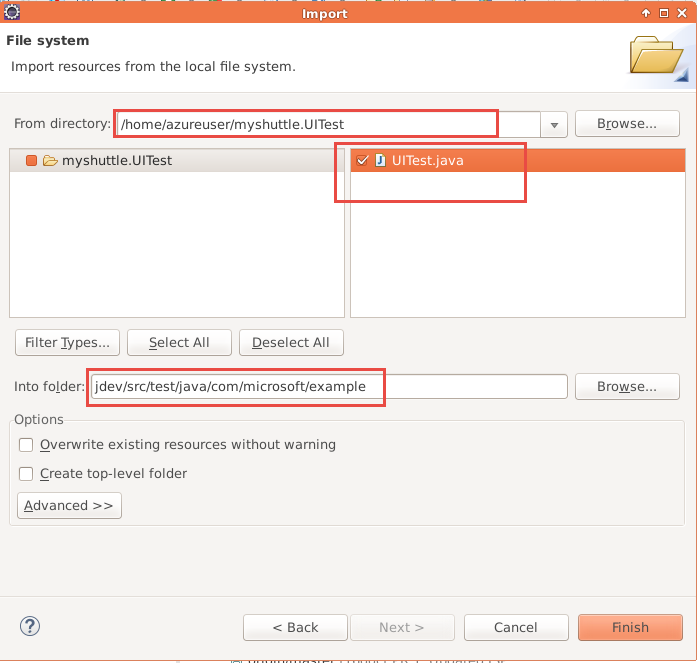 Import
File system
Import resources from the local file system.
From directory: /home/azureuser/myshuttle.UITest Browse...
myshuttle.UITest UITest.java
Filter Types... Select All Deselect All
Into folder: jdev/src/test/java/com/microsoft/example Browse...
Options
Overwrite existing resources without warning
Create top-level folder
Advanced >>
? < Back Next > Cancel Finish